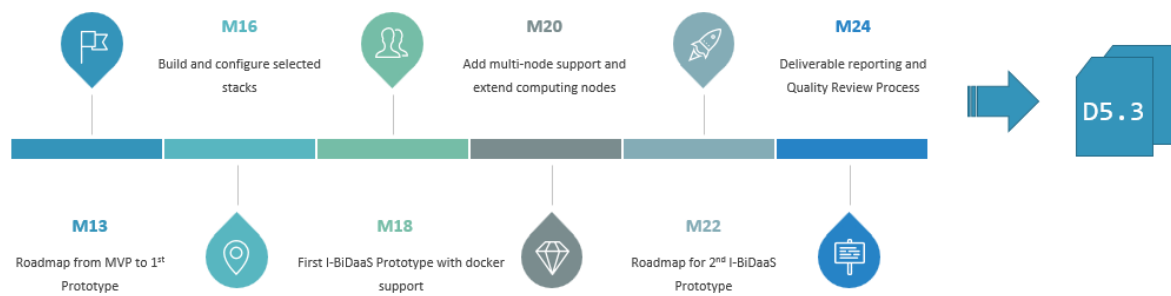 M16
Build and configure selected
stacks
M20
Add multi-node support and
extend computing nodes
M24
Deliverable reporting and
Quality Review Process
D5.3
M13
Roadmap from MVP to 1st
Prototype
M18
First I-BiDaaS Prototype with docker
support
M22
Roadmap for 2nd I-BiDaaS
Prototype